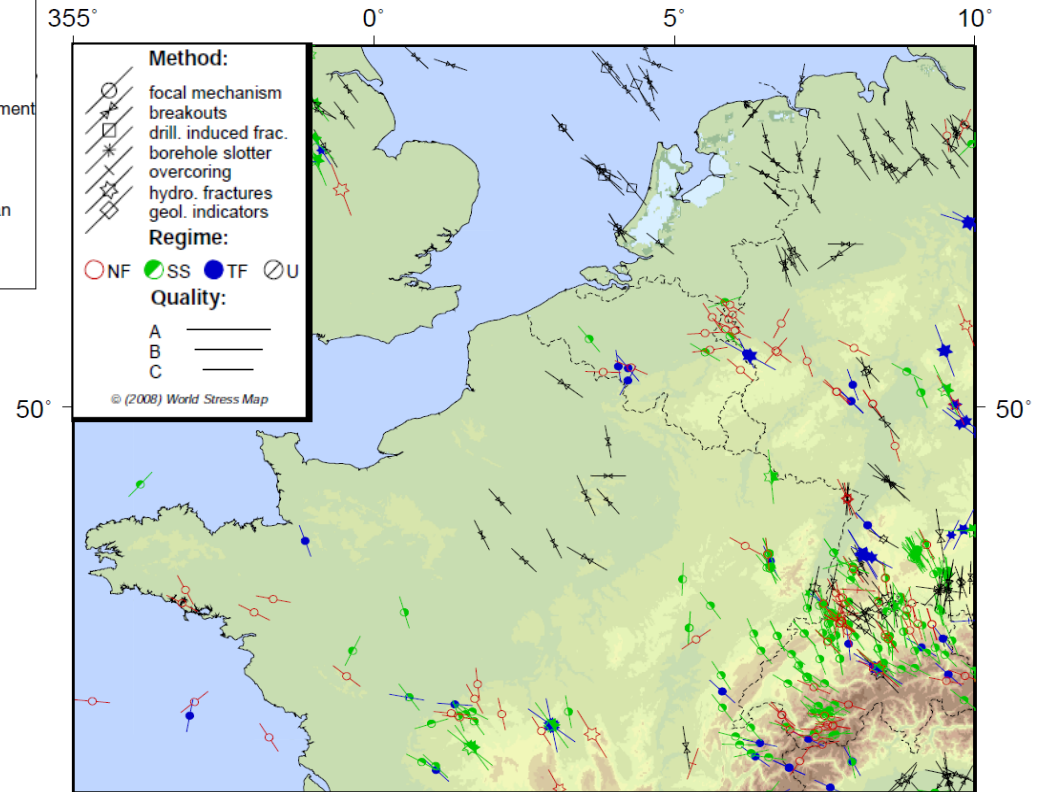 355°
0°
5°
10°
ment
n
Method:
focal mechanism
breakouts
drill. induced frac.
borehole slotter
overcoring
hydro. fractures
geol. indicators
Regime:
NF SS TF U
Quality:
A
B
C
© (2008) World Stress Map
50°
50°